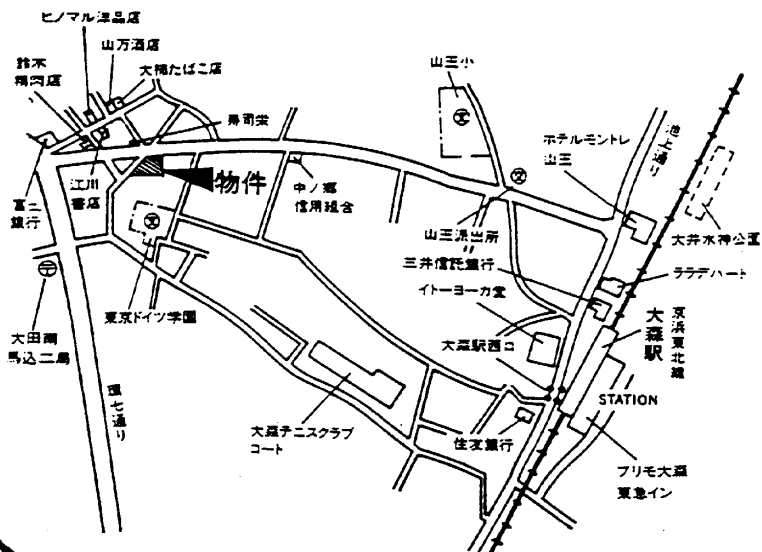 ヒノマル洋品店
山万酒店
大楠たばこ店
鈴木
精肉店
寿司栄
山王小
ホテルモントレ
山王
池上通り
物件
江川
書店
富士
銀行
中ノ郷
信用組合
山王派出所
三井信託銀行
イトーヨーカ堂
大井水神公園
ララデハート
大森駅
京浜東北線
大森駅西口
東京ドイツ学園
大田南
馬込二局
環七通り
大森テニスクラブ
コート
住友銀行
STATION
プリモ大森
東急イン